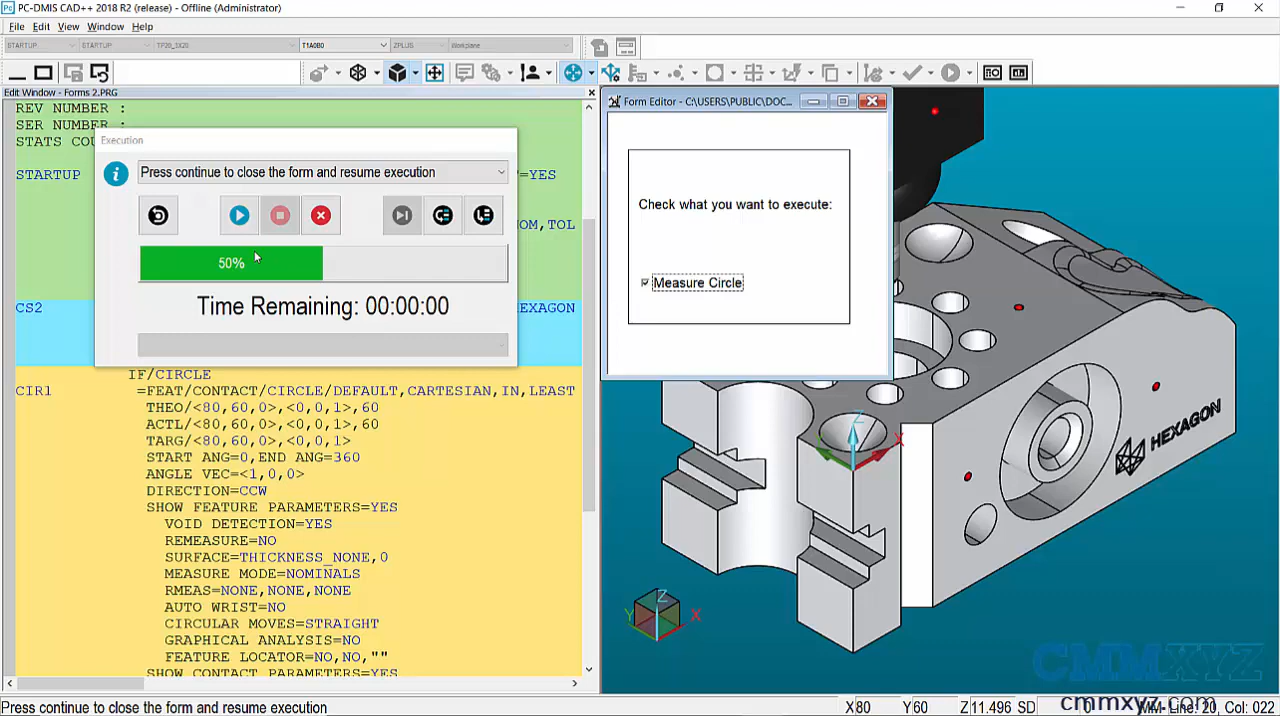 PC-DMIS CAD++ 2018 R2 (release) - Offline (Administrator)
File Edit View Window Help
STARTUP STARTUP TP20_3X20 T1A0B0 ZPLUS Workplane
Edit Window - Forms 2.PRG
REV NUMBER :
SER NUMBER :
STATS COU
STARTUP =YES
OM,TOL
CS2 EXAGON
Execution
Press continue to close the form and resume execution
50%
Time Remaining: 00:00:00
IF/CIRCLE
CIR1 =FEAT/CONTACT/CIRCLE/DEFAULT,CARTESIAN,IN,LEAST
THEO/<80,60,0>,<0,0,1>,60
ACTL/<80,60,0>,<0,0,1>,60
TARG/<80,60,0>,<0,0,1>
START ANG=0,END ANG=360
ANGLE VEC=<1,0,0>
DIRECTION=CCW
SHOW FEATURE PARAMETERS=YES
VOID DETECTION=YES
REMEASURE=NO
SURFACE=THICKNESS_NONE,0
MEASURE MODE=NOMINALS
RMEAS=NONE,NONE,NONE
AUTO WRIST=NO
CIRCULAR MOVES=STRAIGHT
GRAPHICAL ANALYSIS=NO
FEATURE LOCATOR=NO,NO,""
SHOW CONTACT PARAMETERS=YES
Form Editor - C:\USERS\PUBLIC\DOC...
Check what you want to execute:
Measure Circle
HEXAGON
Z
X
Z
Y
X
CMMXYZ
cmmxyz.com
Press continue to close the form and resume execution
X80 Y60 Z11.496 SD 0 MM Line: 20, Col: 022